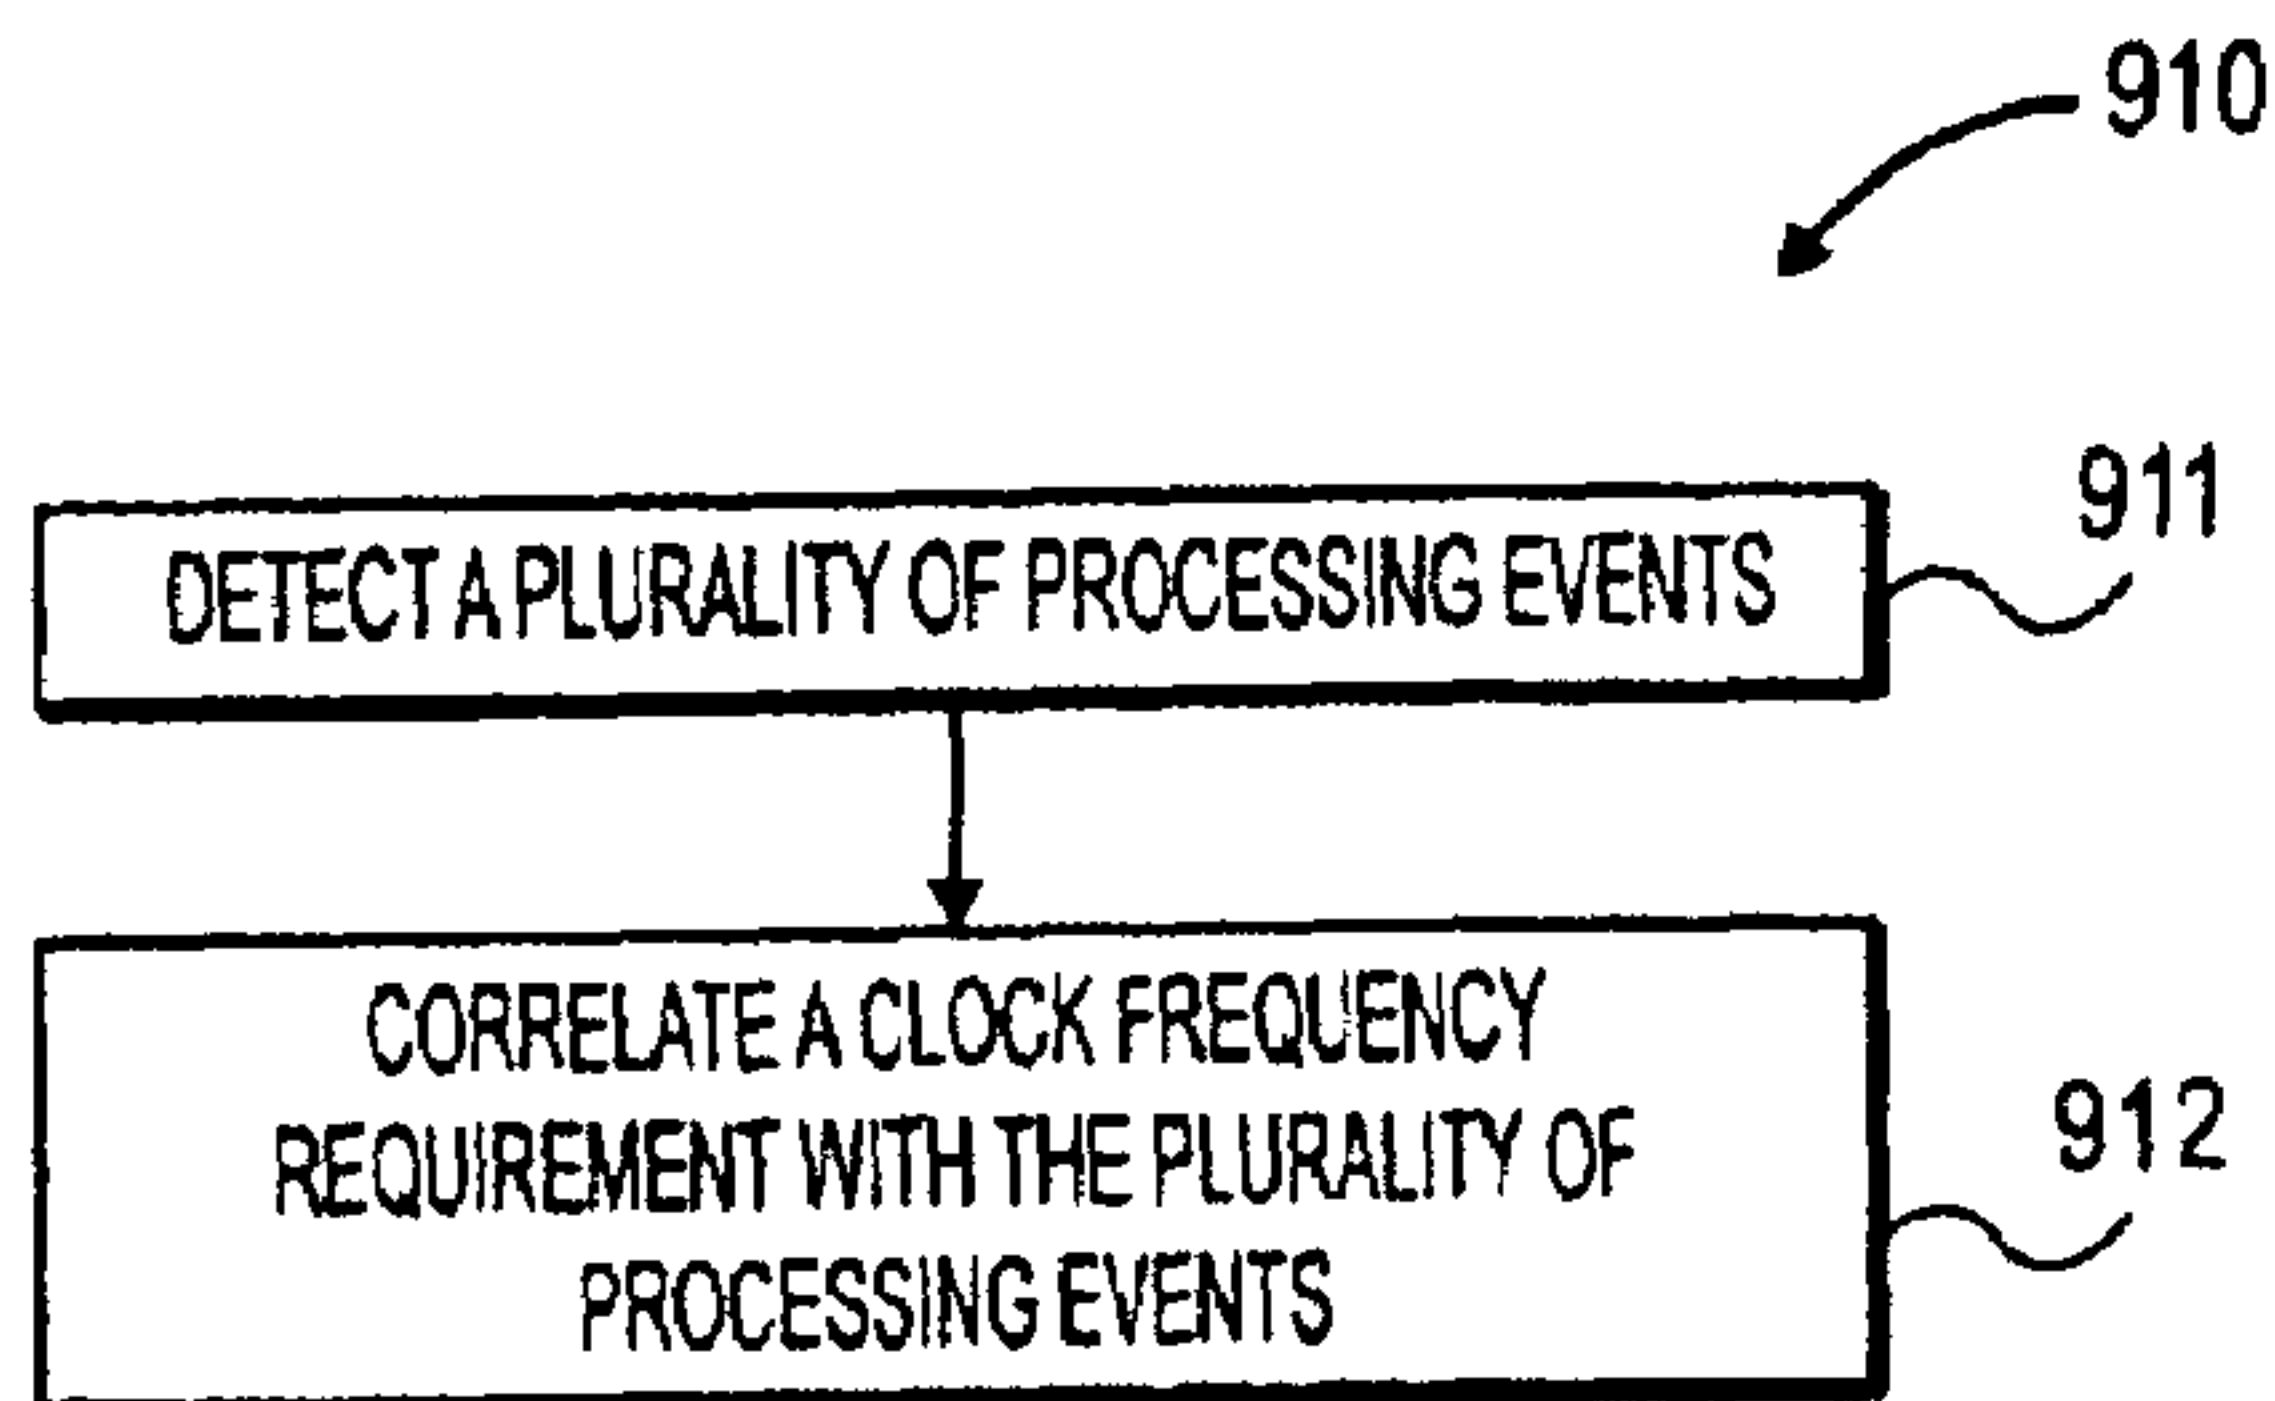 910
911
DETECT A PLURALITY OF PROCESSING EVENTS
CORRELATE A CLOCK FREQUENCY
REQUIREMENT WITH THE PLURALITY OF
912
PROCESSING EVENTS